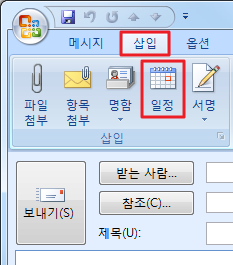 메시지 삽입 옵션
파일 첨부 항목 첨부 명함 일정 서명
삽입
보내기(S)
받는 사람...
참조(C)...
제목(U):